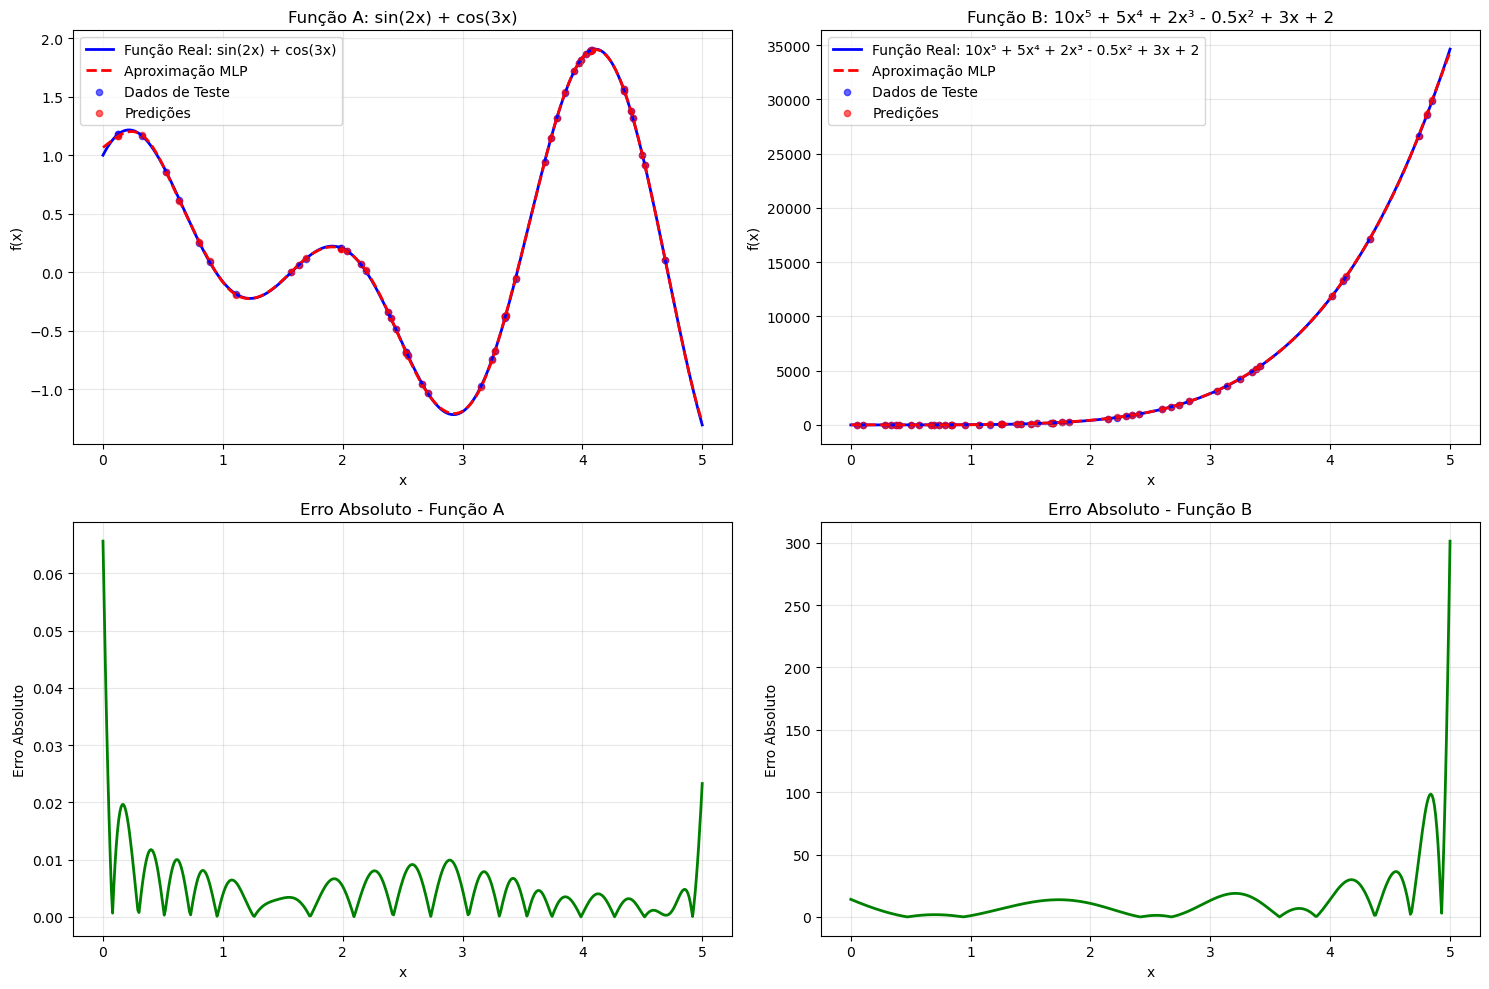 Função A: sin(2x) + cos(3x)
Função Real: sin(2x) + cos(3x)
Aproximação MLP
Dados de Teste
Predições
2.0
1.5
1.0
0.5
0.0
−0.5
−1.0
f(x)
0 1 2 3 4 5
x
Função B: 10x⁵ + 5x⁴ + 2x³ - 0.5x² + 3x + 2
Função Real: 10x⁵ + 5x⁴ + 2x³ - 0.5x² + 3x + 2
Aproximação MLP
Dados de Teste
Predições
35000
30000
25000
20000
15000
10000
5000
0
f(x)
0 1 2 3 4 5
x
Erro Absoluto - Função A
0.06
0.05
0.04
0.03
0.02
0.01
0.00
Erro Absoluto
0 1 2 3 4 5
x
Erro Absoluto - Função B
300
250
200
150
100
50
0
Erro Absoluto
0 1 2 3 4 5
x